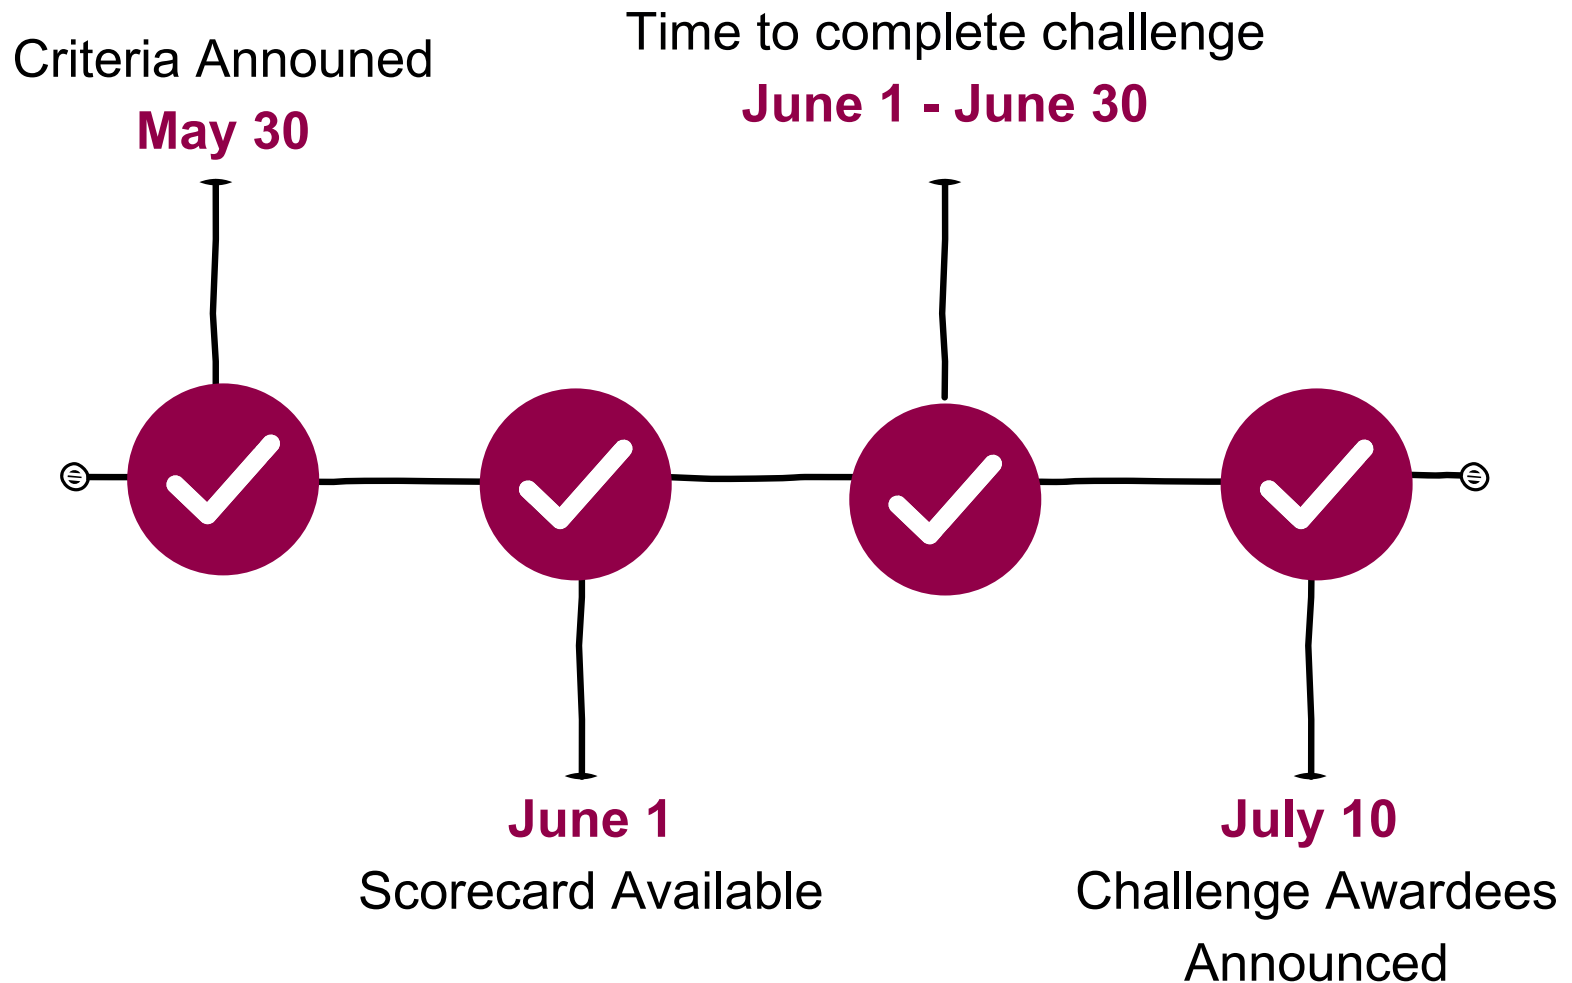 Criteria Announed
May 30
Time to complete challenge
June 1 - June 30
June 1
Scorecard Available
July 10
Challenge Awardees
Announced